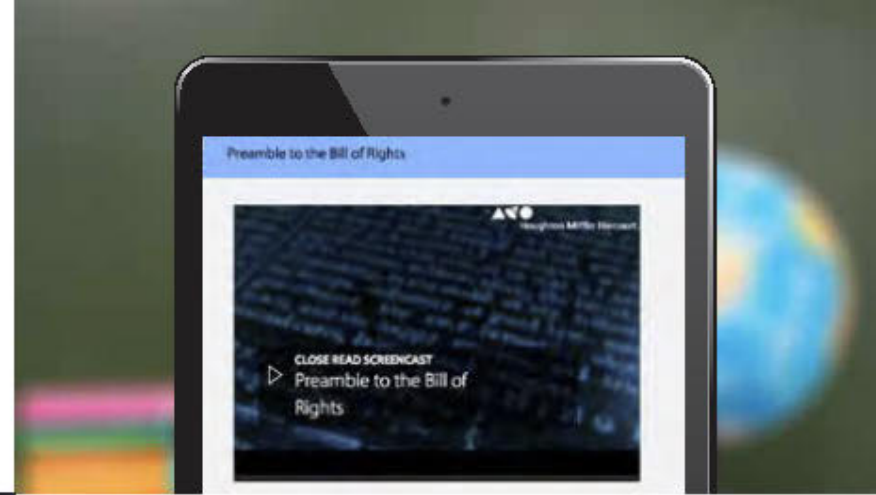 Preamble to the Bill of Rights
Houghton Mifflin Harcourt
CLOSE READ SCREENCAST
Preamble to the Bill of
Rights